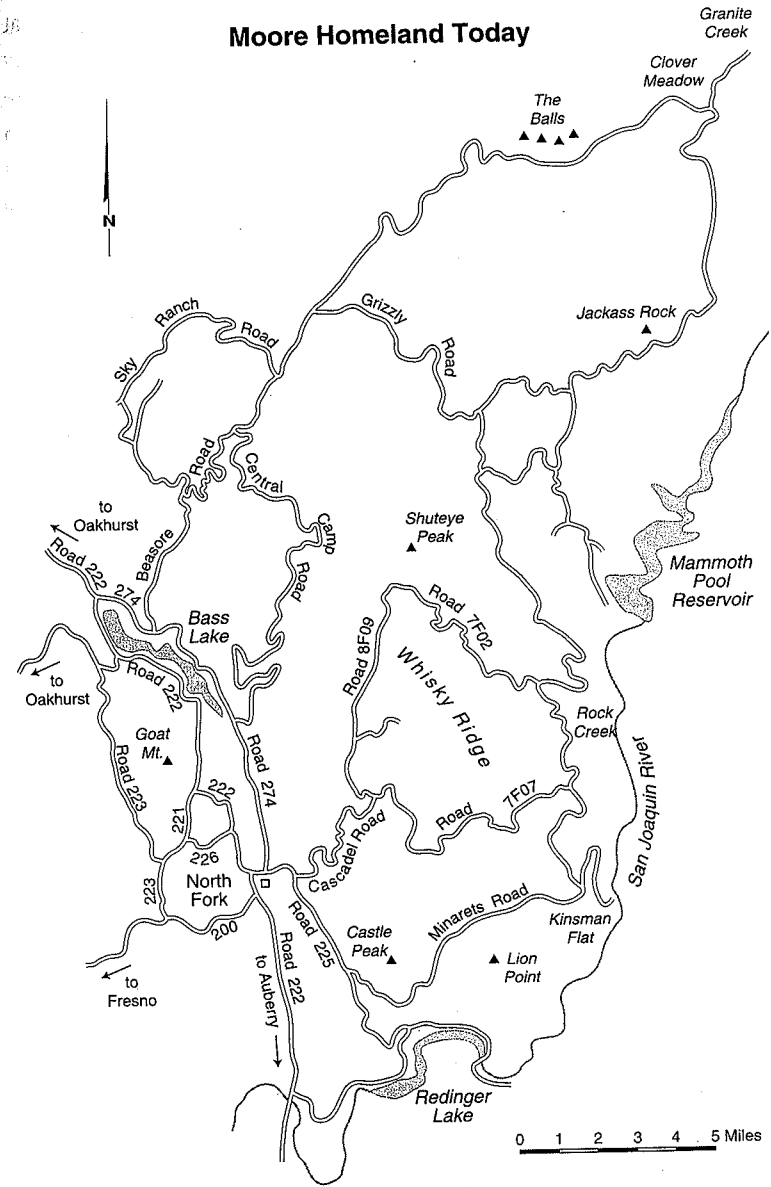 Moore Homeland Today
Granite
Creek
Clover
Meadow
The
Balls
N
Sky Ranch Road
Grizzly Road
Jackass Rock
Beasore Road
Central Camp Road
to
Oakhurst
Road 222
274
Shuteye
Peak
Mammoth
Pool
Reservoir
Bass
Lake
Road 222
Road 8F09
Road 7F02
Whisky Ridge
to
Oakhurst
Goat
Mt.
Rock
Creek
Road 223
Road 274
222
221
226
Road 7F07
San Joaquin River
Cascadel Road
223
North
Fork
200
Road 225
Minarets Road
Kinsman
Flat
Castle
Peak
Lion
Point
Road 222
to Auberry
to
Fresno
Redinger
Lake
0 1 2 3 4 5 Miles